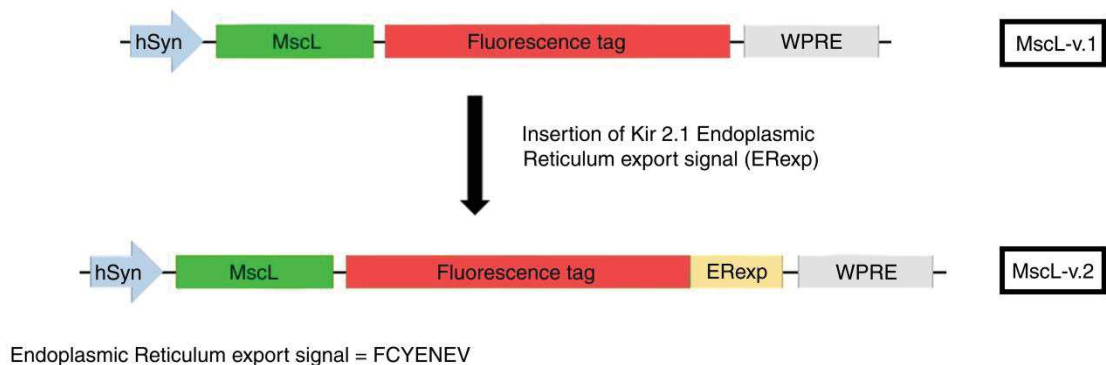 hSyn MscL Fluorescence tag WPRE MscL-v.1
Insertion of Kir 2.1 Endoplasmic
Reticulum export signal (ERexp)
hSyn MscL Fluorescence tag ERexp WPRE MscL-v.2
Endoplasmic Reticulum export signal = FCYENEV